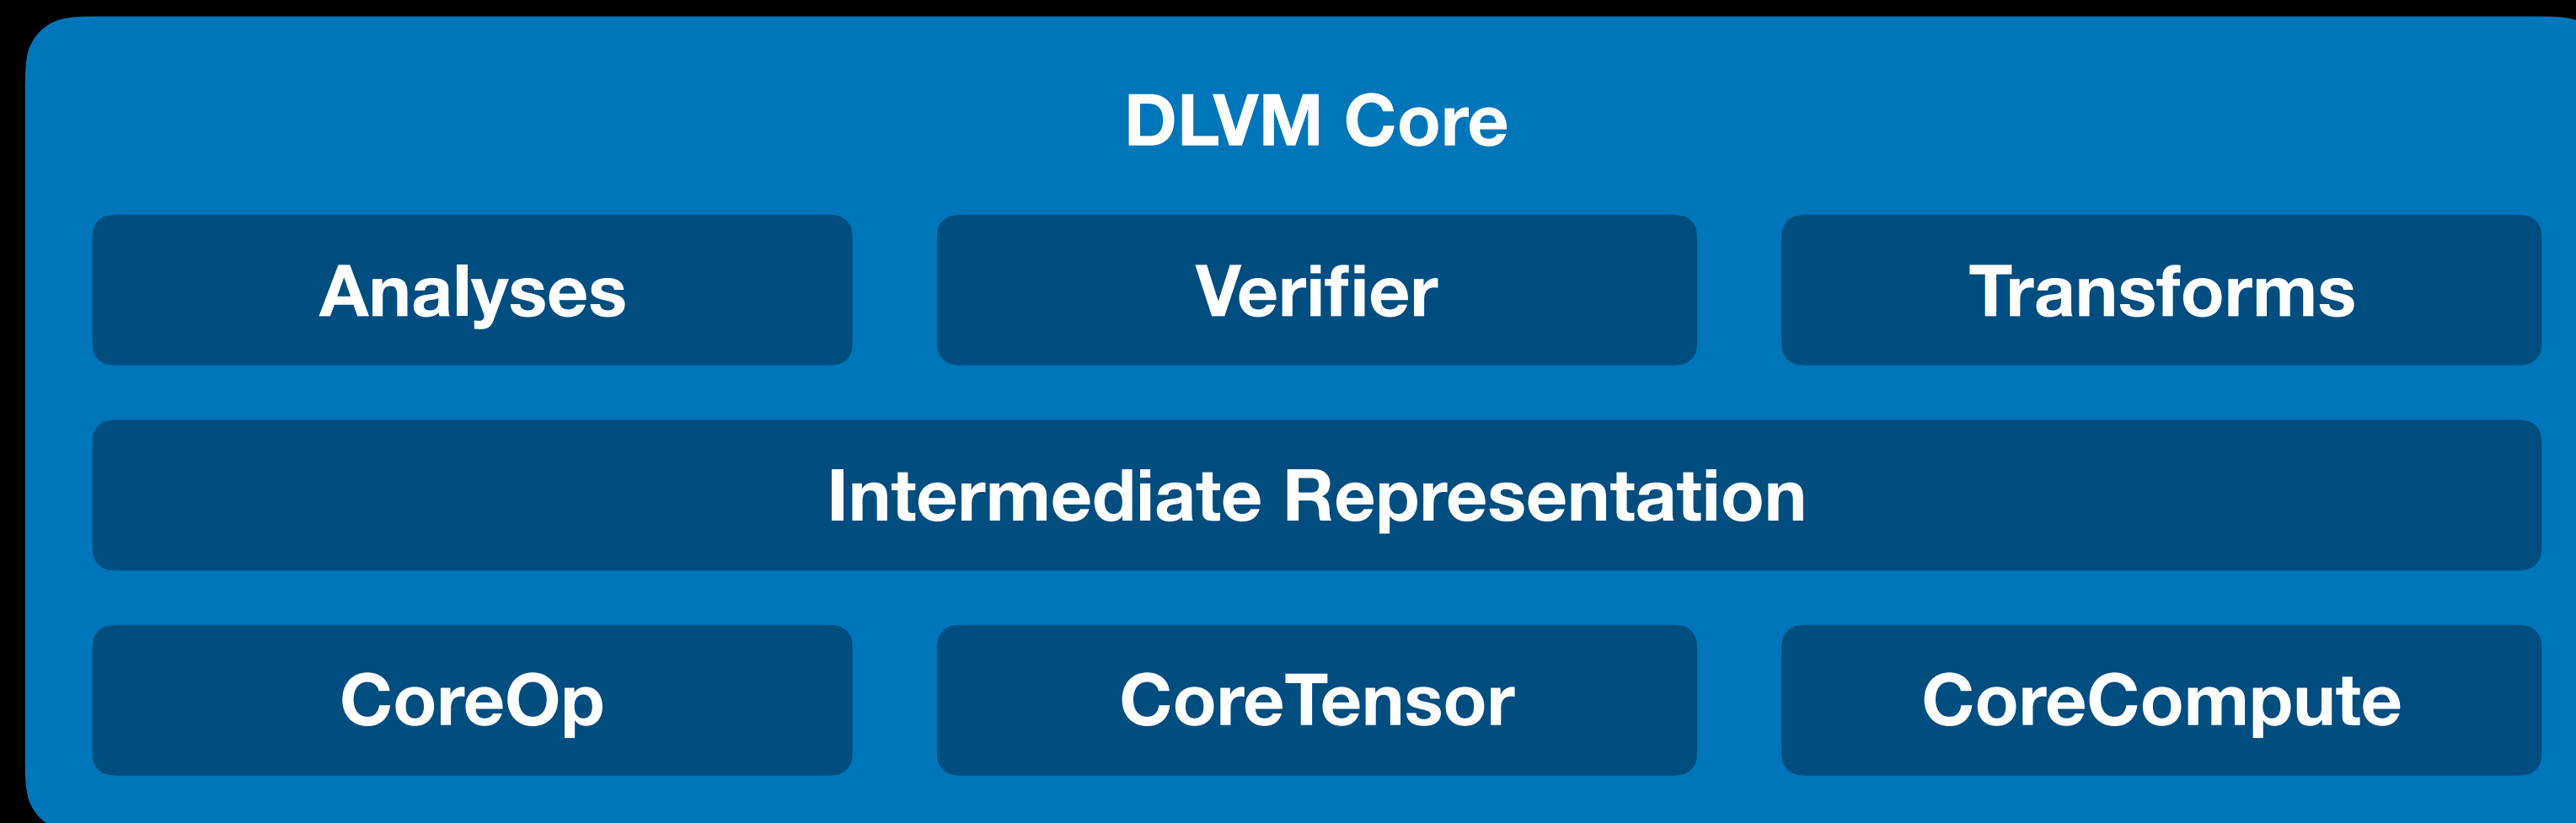 DLVM Core
Analyses
Verifier
Transforms
Intermediate Representation
CoreOp
CoreTensor
CoreCompute